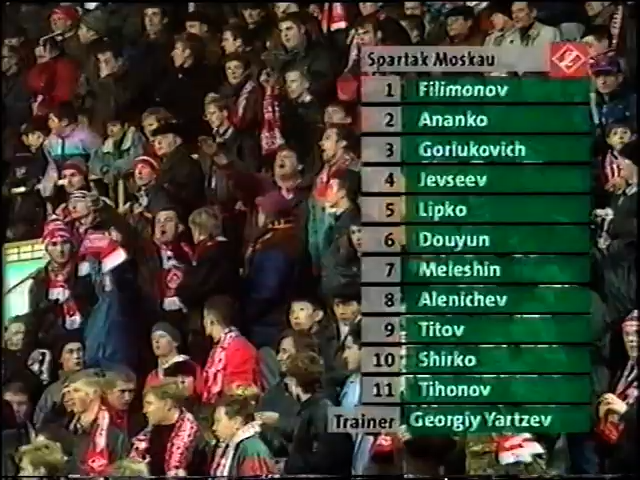 Spartak Moskau
1 Filimonov
2 Ananko
3 Gorlukovich
4 Jevseev
5 Lipko
6 Douyun
7 Meleshin
8 Alenichev
9 Titov
10 Shirko
11 Tihonov
Trainer Georgiy Yartzev